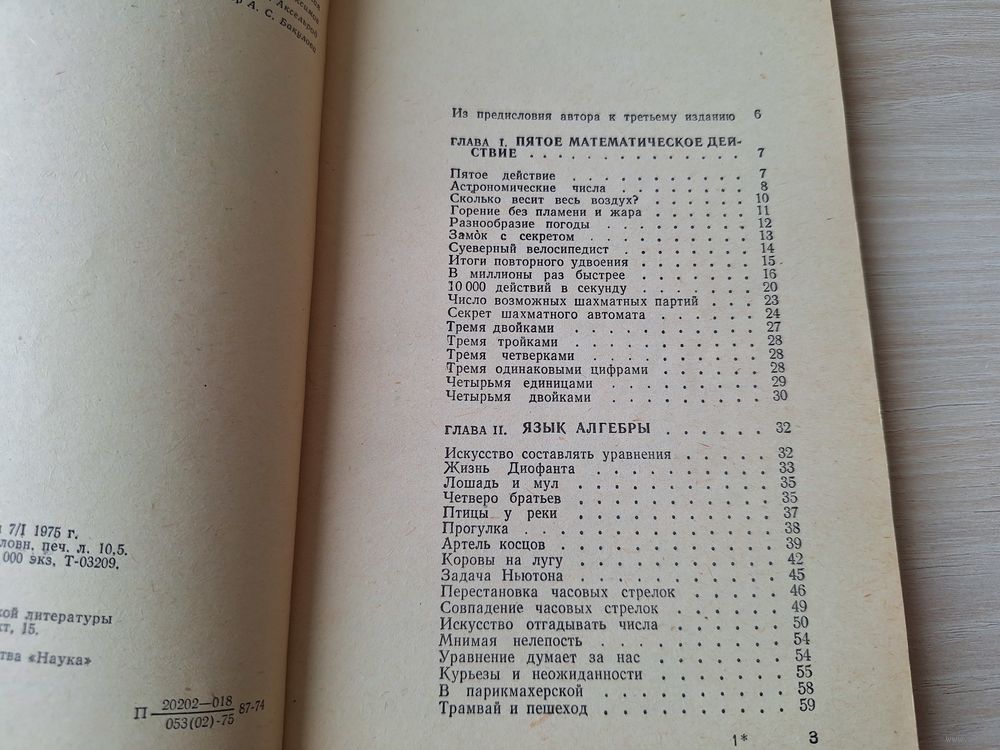 Акселърод
А. С. Бакулова
7/I 1975 г.
печ. л. 10,5.
000 экз, Т-03209.
литературы
15.
«Наука»
П 20202—018 87-74
053(02)-75
Из предисловия автора к третьему изданию 6
ГЛАВА I. ПЯТОЕ МАТЕМАТИЧЕСКОЕ ДЕЙ-
СТВИЕ . . . . . . . . . . . . . 7
Пятое действие . . . . . . . . . . . 7
Астрономические числа . . . . . . . . . 8
Сколько весит весь воздух? . . . . . . 10
Горение без пламени и жара . . . . . . 11
Разнообразие погоды . . . . . . . . . 12
Замок с секретом . . . . . . . . . . 13
Суеверный велосипедист . . . . . . . . 14
Итоги повторного удвоения . . . . . . . 15
В миллионы раз быстрее . . . . . . . 16
10 000 действий в секунду . . . . . . . 20
Число возможных шахматных партий . . . . 23
Секрет шахматного автомата . . . . . . 24
Тремя двойками . . . . . . . . . . . 27
Тремя тройками . . . . . . . . . . . 28
Тремя четверками . . . . . . . . . . 28
Тремя одинаковыми цифрами . . . . . . 28
Четырьмя единицами . . . . . . . . . 29
Четырьмя двойками . . . . . . . . . 30
ГЛАВА II. ЯЗЫК АЛГЕБРЫ . . . . . . 32
Искусство составлять уравнения . . . . . 32
Жизнь Диофанта . . . . . . . . . . 33
Лошадь и мул . . . . . . . . . . . 35
Четверо братьев . . . . . . . . . . 35
Птицы у реки . . . . . . . . . . . 37
Прогулка . . . . . . . . . . . . . 38
Артель косцов . . . . . . . . . . . 39
Коровы на лугу . . . . . . . . . . 42
Задача Ньютона . . . . . . . . . . 45
Перестановка часовых стрелок . . . . . 46
Совпадение часовых стрелок . . . . . . 49
Искусство отгадывать числа . . . . . . 50
Мнимая нелепость . . . . . . . . . . 54
Уравнение думает за нас . . . . . . . 54
Курьезы и неожиданности . . . . . . . 55
В парикмахерской . . . . . . . . . . 58
Трамвай и пешеход . . . . . . . . . 59
1* 3